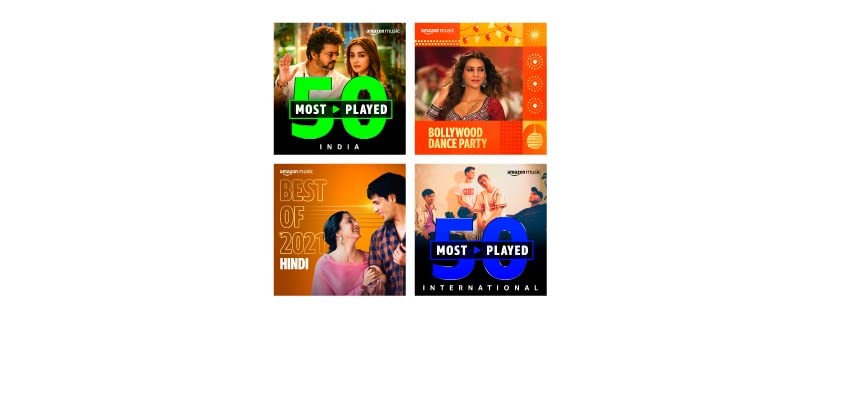 amazon music
50
MOST PLAYED
INDIA
amazon music
BOLLYWOOD
DANCE PARTY
amazon music
BEST
OF
2021
HINDI
amazon music
50
MOST PLAYED
INTERNATIONAL